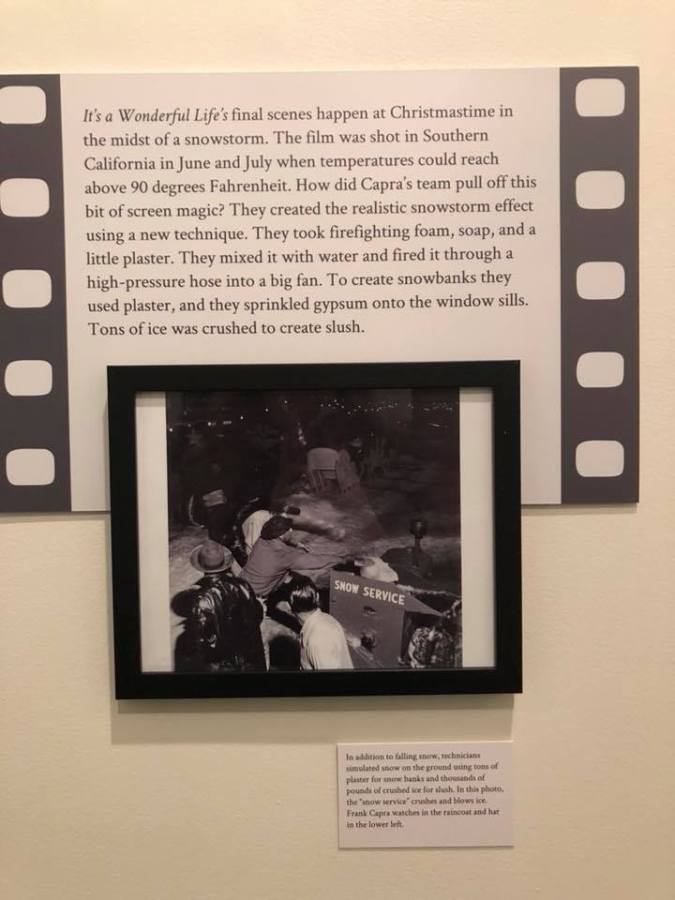 It's a Wonderful Life's final scenes happen at Christmastime in
the midst of a snowstorm. The film was shot in Southern
California in June and July when temperatures could reach
above 90 degrees Fahrenheit. How did Capra's team pull off this
bit of screen magic? They created the realistic snowstorm effect
using a new technique. They took firefighting foam, soap, and a
little plaster. They mixed it with water and fired it through a
high-pressure hose into a big fan. To create snowbanks they
used plaster, and they sprinkled gypsum onto the window sills.
Tons of ice was crushed to create slush.
SNOW SERVICE
In addition to falling snow, technicians
simulated snow on the ground using tons of
plaster for snow banks and thousands of
pounds of crushed ice for slush. In this photo,
the "snow service" crushes and blows ice.
Frank Capra watches in the raincoat and hat
in the lower left.